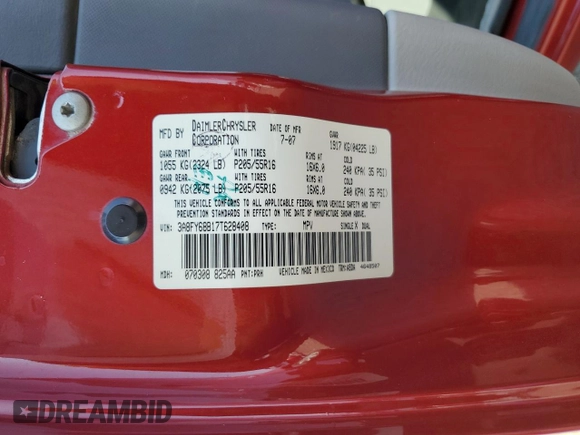 MFD BY DAIMLERCHRYSLER CORPORATION
DATE OF MFR 7-07
GVWR 1917 KG(04225 LB)
GAWR FRONT WITH TIRES RIMS AT COLD
1055 KG(2324 LB) P205/55R16 16X6.0 240 KPA( 35 PSI)
GAWR REAR WITH TIRES RIMS AT COLD
0942 KG(2075 LB) P205/55R16 16X6.0 240 KPA( 35 PSI)
THIS VEHICLE CONFORMS TO ALL APPLICABLE FEDERAL MOTOR VEHICLE SAFETY AND THEFT
PREVENTION STANDARDS IN EFFECT ON THE DATE OF MANUFACTURE SHOWN ABOVE.
VIN: 3A8FY68B17T628408 TYPE: MPV SINGLE X DUAL
MDH: 070308 825AA PNT:PRH VEHICLE MADE IN MEXICO TRM:A6DA
DREAMBID